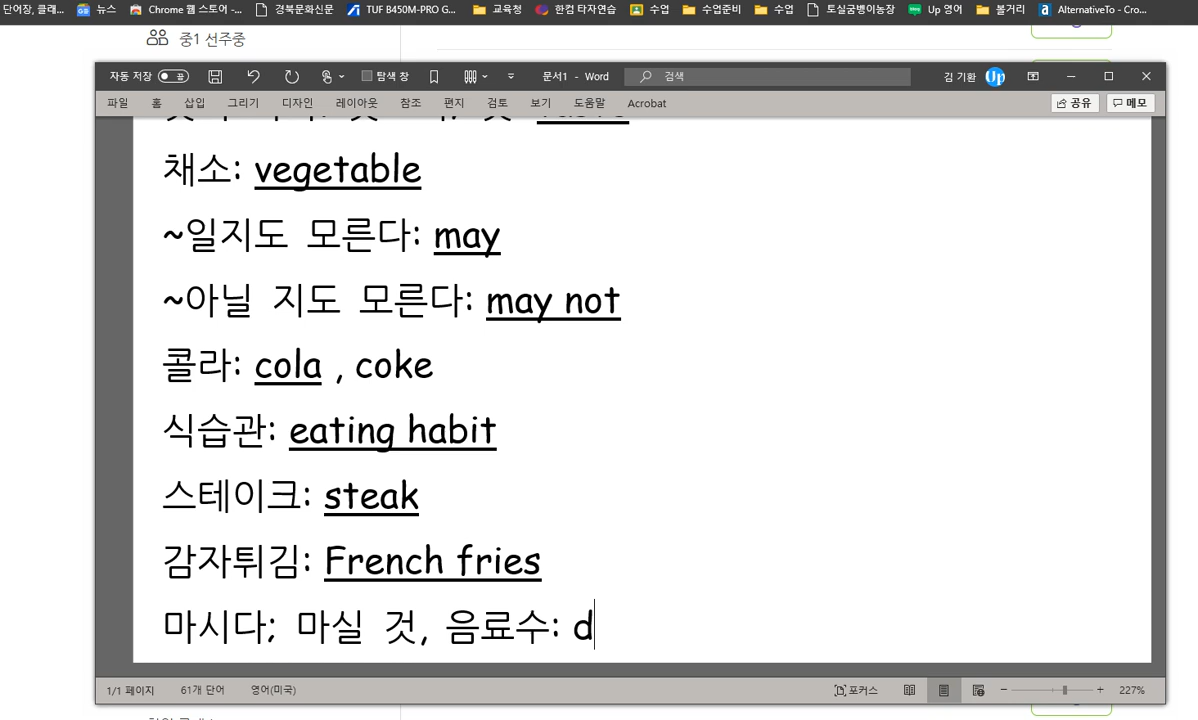 단어장, 클래... 뉴스 Chrome 웹 스토어 -... 경북문화신문 TUF B450M-PRO G... 교육청 한컴 타자연습 수업 수업준비 수업 토실궁뱅이농장 Up 영어 볼거리 AlternativeTo - Cro...
중1 선주중
자동 저장 끔 탐색 창 문서1 - Word 검색 김 기환 Up
파일 홈 삽입 그리기 디자인 레이아웃 참조 편지 검토 보기 도움말 Acrobat 공유 메모
채소: vegetable
~일지도 모른다: may
~아닐 지도 모른다: may not
콜라: cola , coke
식습관: eating habit
스테이크: steak
감자튀김: French fries
마시다; 마실 것, 음료수: d
1/1 페이지 61개 단어 영어(미국) 포커스 227%